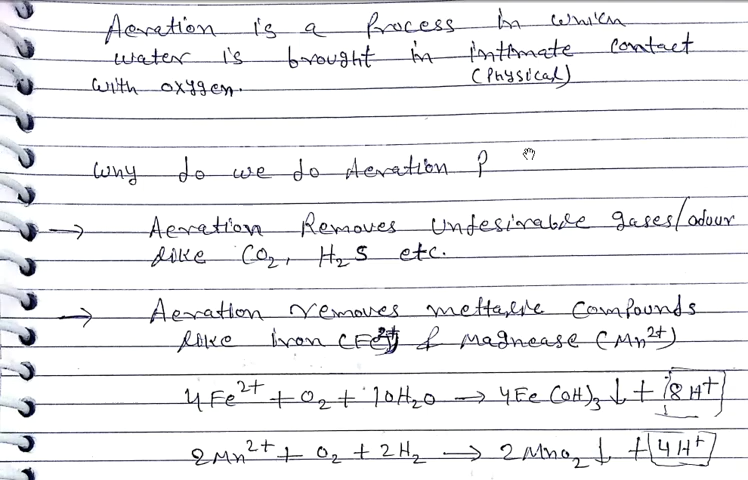 Aeration is a Process in which
water is brought in intimate contact
(Physical)
with oxygen.
Why do we do Aeration ?
→ Aeration Removes Undesirable gases/odour
like CO₂, H₂S etc.
→ Aeration removes mettalic compounds
like iron (Fe²⁺) & Magnease (Mn²⁺)
4Fe²⁺ + O₂ + 10H₂O → 4Fe(OH)₃ ↓ + 8H⁺
2Mn²⁺ + O₂ + 2H₂ → 2MnO₂ ↓ + 4H⁺